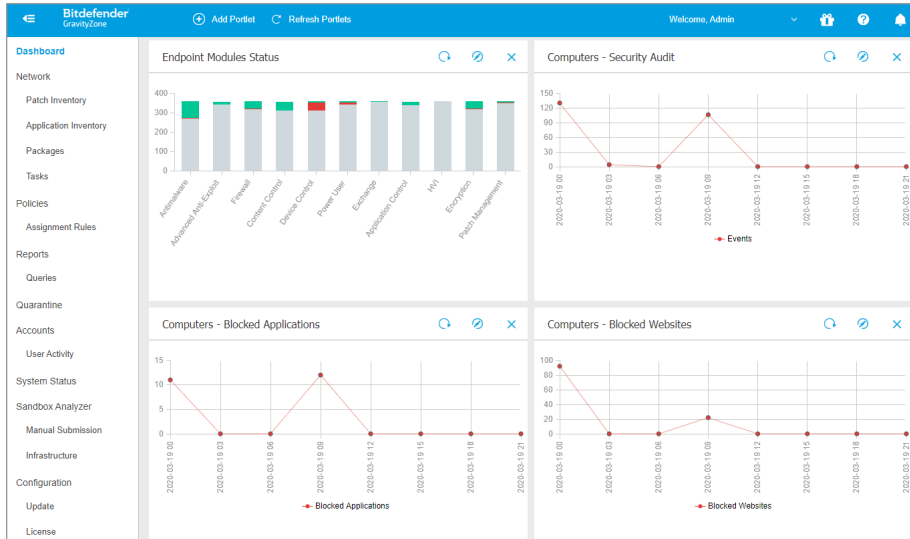 Bitdefender
GravityZone
Add Portlet
Refresh Portlets
Welcome, Admin
Dashboard
Network
Patch Inventory
Application Inventory
Packages
Tasks
Policies
Assignment Rules
Reports
Queries
Quarantine
Accounts
User Activity
System Status
Sandbox Analyzer
Manual Submission
Infrastructure
Configuration
Update
License
Endpoint Modules Status
400
300
200
100
0
Antimalware
Advanced Anti-Exploit
Firewall
Content Control
Device Control
Power User
Exchange
Application Control
HVI
Encryption
Patch Management
Computers - Security Audit
150
120
90
60
30
0
2020-03-19 00
2020-03-19 03
2020-03-19 06
2020-03-19 09
2020-03-19 12
2020-03-19 15
2020-03-19 18
2020-03-19 21
Events
Computers - Blocked Applications
15
10
5
0
2020-03-19 00
2020-03-19 03
2020-03-19 06
2020-03-19 09
2020-03-19 12
2020-03-19 15
2020-03-19 18
2020-03-19 21
Blocked Applications
Computers - Blocked Websites
100
80
60
40
20
0
2020-03-19 00
2020-03-19 03
2020-03-19 06
2020-03-19 09
2020-03-19 12
2020-03-19 15
2020-03-19 18
2020-03-19 21
Blocked Websites